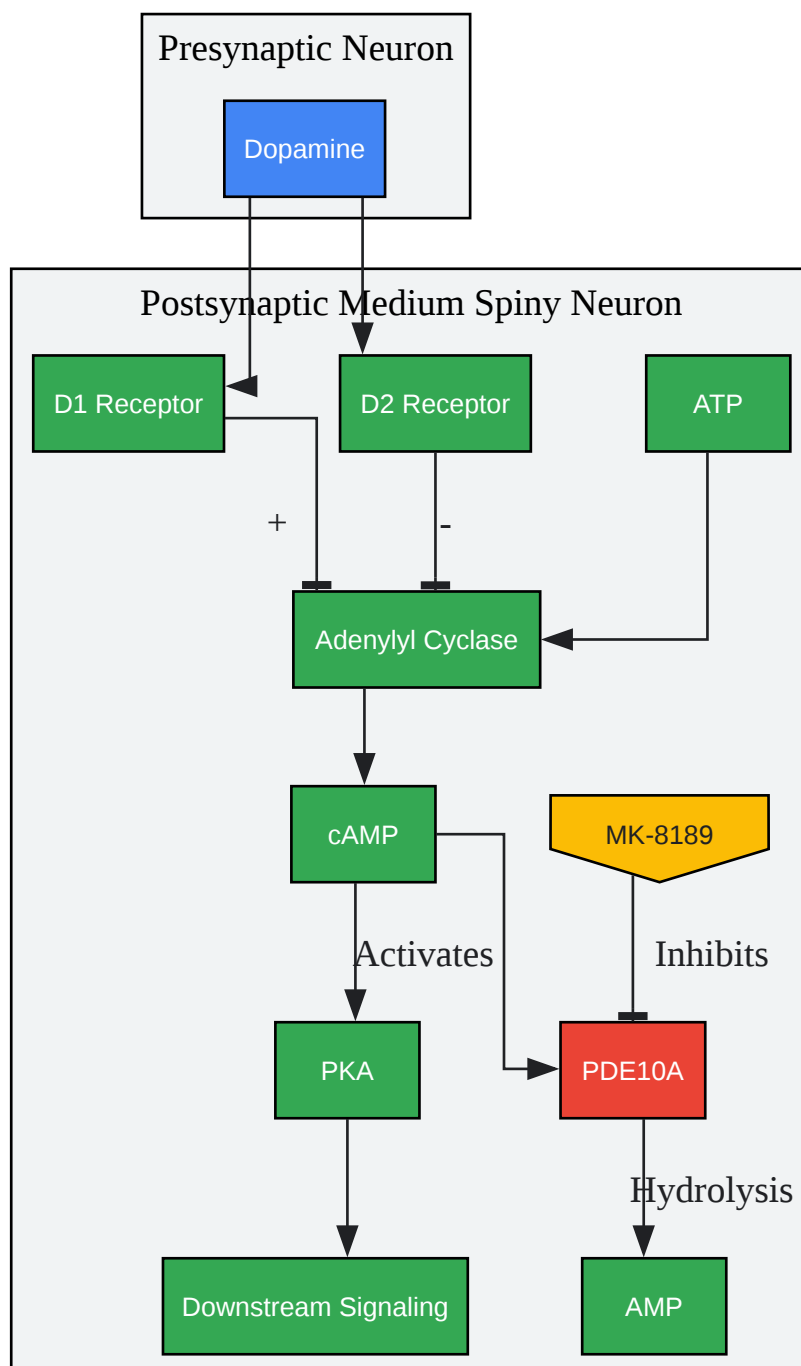 Presynaptic Neuron
Dopamine
Postsynaptic Medium Spiny Neuron
D1 Receptor
D2 Receptor
ATP
+
-
Adenylyl Cyclase
cAMP
MK-8189
Activates
Inhibits
PKA
PDE10A
Hydrolysis
Downstream Signaling
AMP